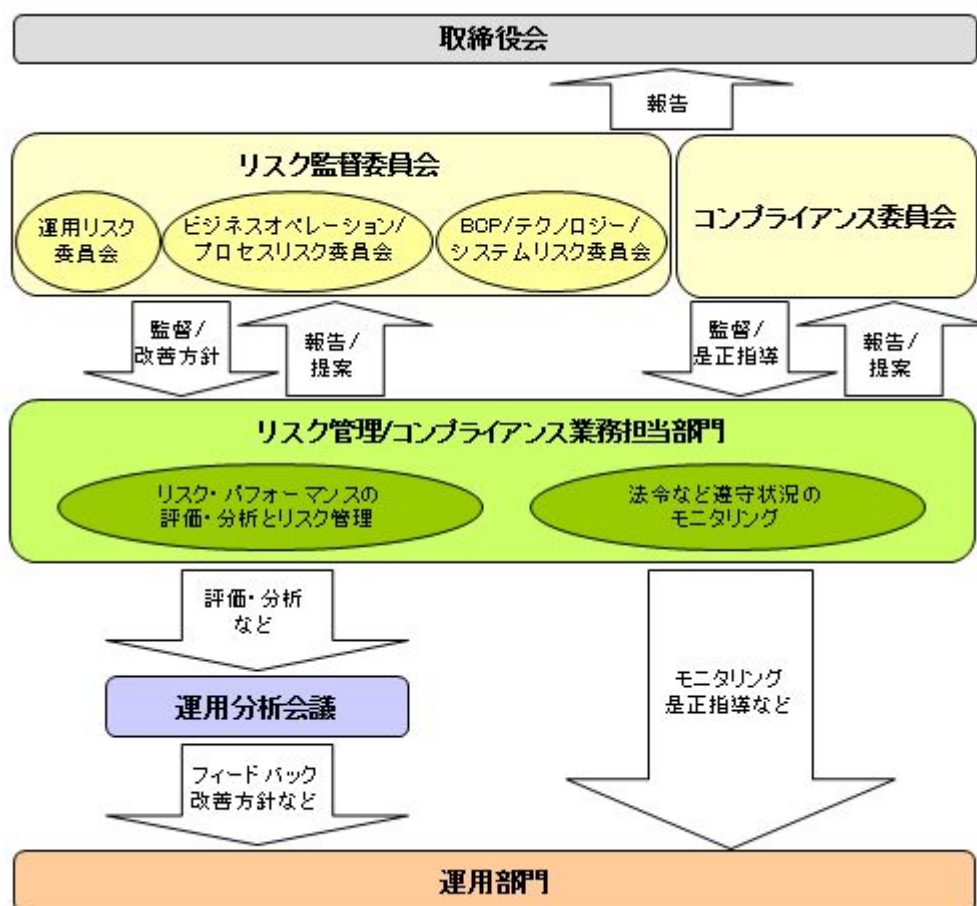 取締役会
報告
リスク監督委員会
運用リスク
委員会
ビジネスオペレーション/
プロセスリスク委員会
BCP/テクノロジー/
システムリスク委員会
コンプライアンス委員会
監督/
改善方針
報告/
提案
監督/
是正指導
報告/
提案
リスク管理/コンプライアンス業務担当部門
リスク・パフォーマンスの
評価・分析とリスク管理
法令など遵守状況の
モニタリング
評価・分析
など
運用分析会議
モニタリング
是正指導など
フィードバック
改善方針など
運用部門